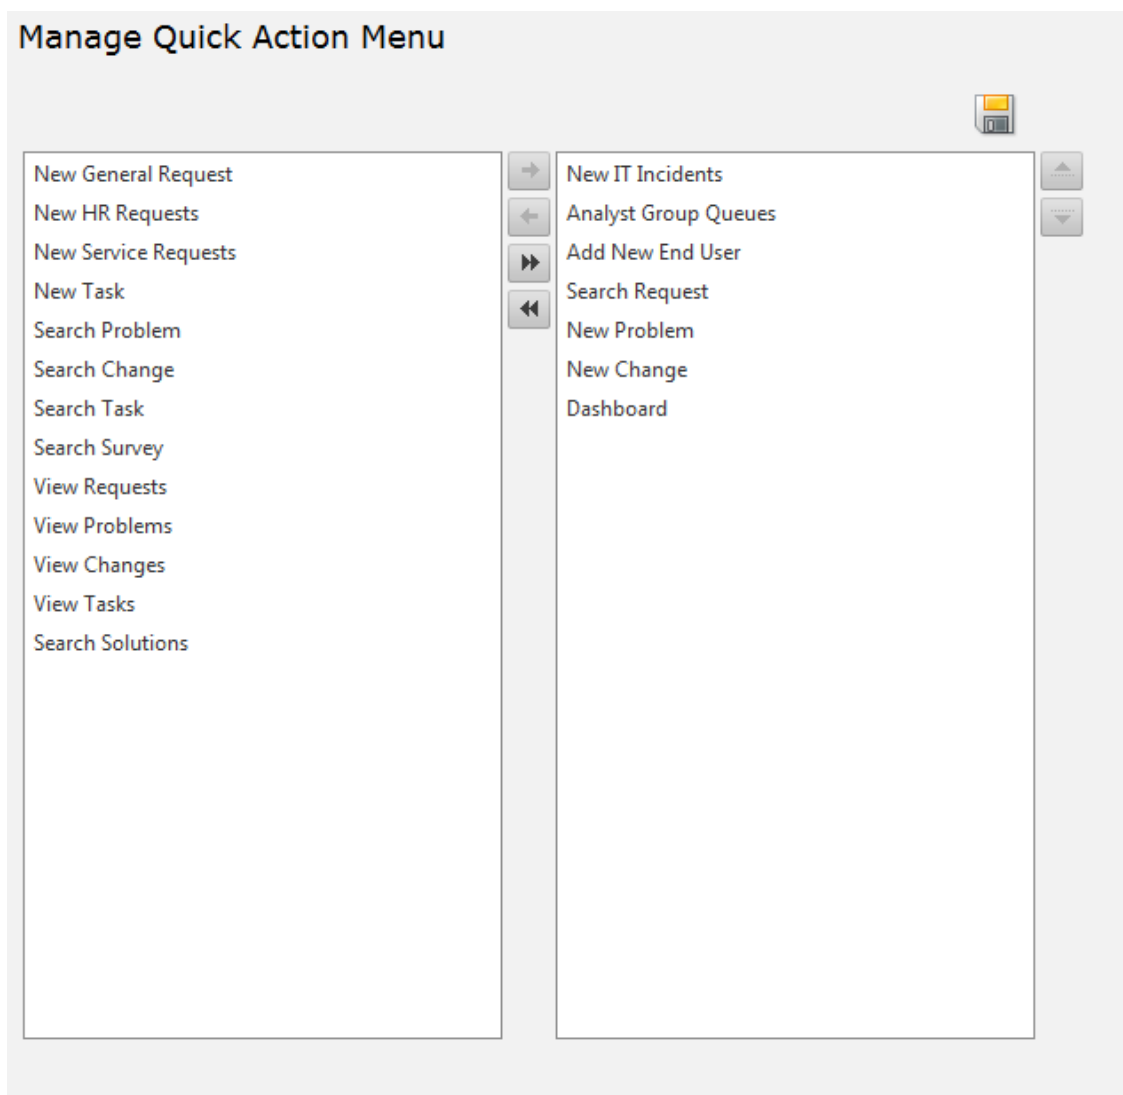 Manage Quick Action Menu
New General Request
New HR Requests
New Service Requests
New Task
Search Problem
Search Change
Search Task
Search Survey
View Requests
View Problems
View Changes
View Tasks
Search Solutions
New IT Incidents
Analyst Group Queues
Add New End User
Search Request
New Problem
New Change
Dashboard